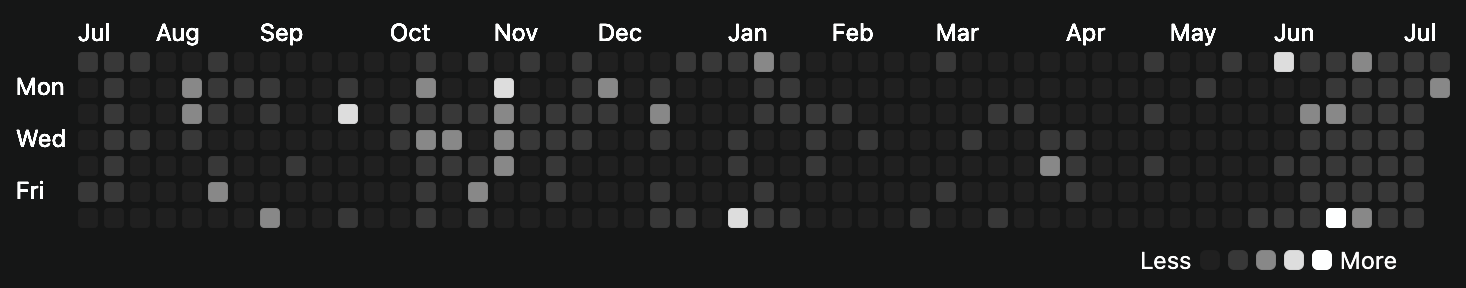 Jul Aug Sep Oct Nov Dec Jan Feb Mar Apr May Jun Jul
Mon
Wed
Fri
Less More